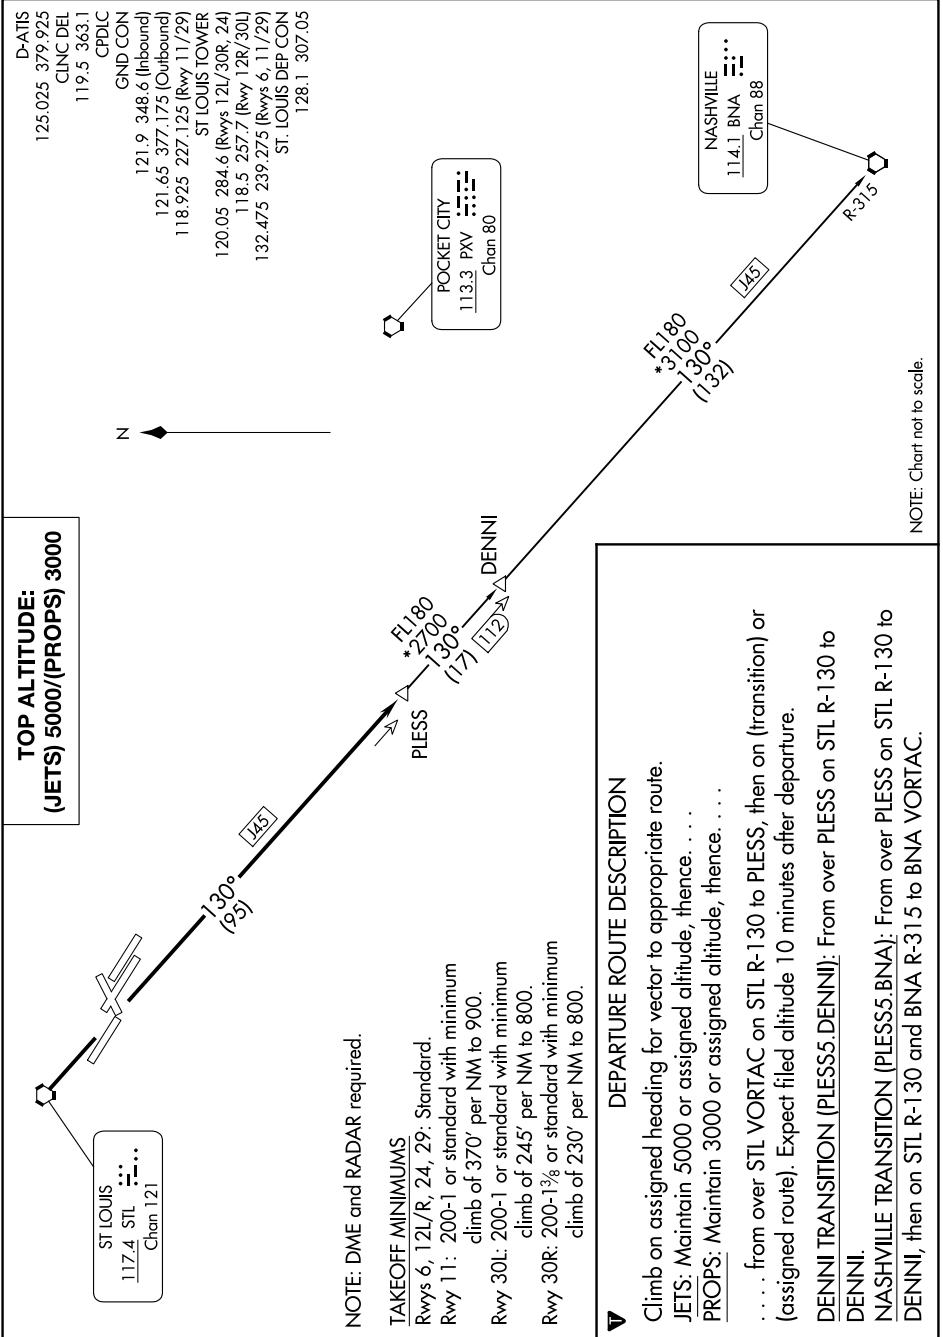 TOP ALTITUDE:
(JETS) 5000/(PROPS) 3000
D-ATIS
125.025 379.925
CLNC DEL
119.5 363.1
CPDLC
GND CON
121.9 348.6 (Inbound)
121.65 377.175 (Outbound)
118.925 227.125 (Rwy 11/29)
ST LOUIS TOWER
120.05 284.6 (Rwys 12L/30R, 24)
118.5 257.7 (Rwy 12R/30L)
132.475 239.275 (Rwys 6, 11/29)
ST. LOUIS DEP CON
128.1 307.05
N
ST LOUIS
117.4 STL
Chan 121
130°
(95)
J45
PLESS
FL180
*2700
130°
(17)
112
DENNI
POCKET CITY
113.3 PXV
Chan 80
FL180
*3100
130°
(132)
J45
R-315
NASHVILLE
114.1 BNA
Chan 88
NOTE: DME and RADAR required.
TAKEOFF MINIMUMS
Rwys 6, 12L/R, 24, 29: Standard.
Rwy 11: 200-1 or standard with minimum
climb of 370' per NM to 900.
Rwy 30L: 200-1 or standard with minimum
climb of 245' per NM to 800.
Rwy 30R: 200-1⅜ or standard with minimum
climb of 230' per NM to 800.
NOTE: Chart not to scale.
T
DEPARTURE ROUTE DESCRIPTION
Climb on assigned heading for vector to appropriate route.
JETS: Maintain 5000 or assigned altitude, thence. . . .
PROPS: Maintain 3000 or assigned altitude, thence. . . .
. . . . from over STL VORTAC on STL R-130 to PLESS, then on (transition) or
(assigned route). Expect filed altitude 10 minutes after departure.
DENNI TRANSITION (PLESS5.DENNI): From over PLESS on STL R-130 to
DENNI.
NASHVILLE TRANSITION (PLESS5.BNA): From over PLESS on STL R-130 to
DENNI, then on STL R-130 and BNA R-315 to BNA VORTAC.